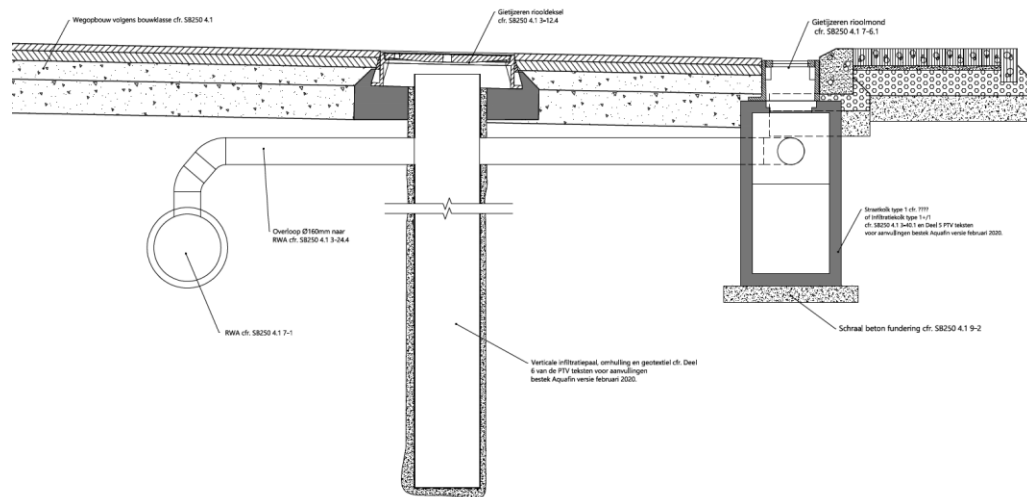 Wegopbouw volgens bouwklasse cfr. SB250 4.1
Gietijzeren riooldeksel
cfr. SB250 4.1 3-12.4
Gietijzeren rioolmond
cfr. SB250 4.1 7-6.1
Overloop Ø160mm naar
RWA cfr. SB250 4.1 3-24.4
Straatkolk type 1 cfr. ????
of Infiltratiekolk type 1+/1
cfr. SB250 4.1 3-40.1 en Deel 5 PTV teksten
voor aanvullingen bestek Aquafin versie februari 2020.
RWA cfr. SB250 4.1 7-1
Schraal beton fundering cfr. SB250 4.1 9-2
Verticale infiltratiepaal, omhulling en geotextiel cfr. Deel
6 van de PTV teksten voor aanvullingen
bestek Aquafin versie februari 2020.